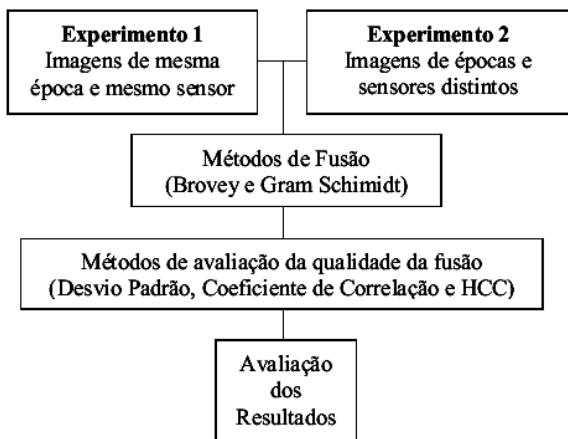 Experimento 1
Imagens de mesma
época e mesmo sensor
Experimento 2
Imagens de épocas e
sensores distintos
Métodos de Fusão
(Brovey e Gram Schimidt)
Métodos de avaliação da qualidade da fusão
(Desvio Padrão, Coeficiente de Correlação e HCC)
Avaliação
dos
Resultados